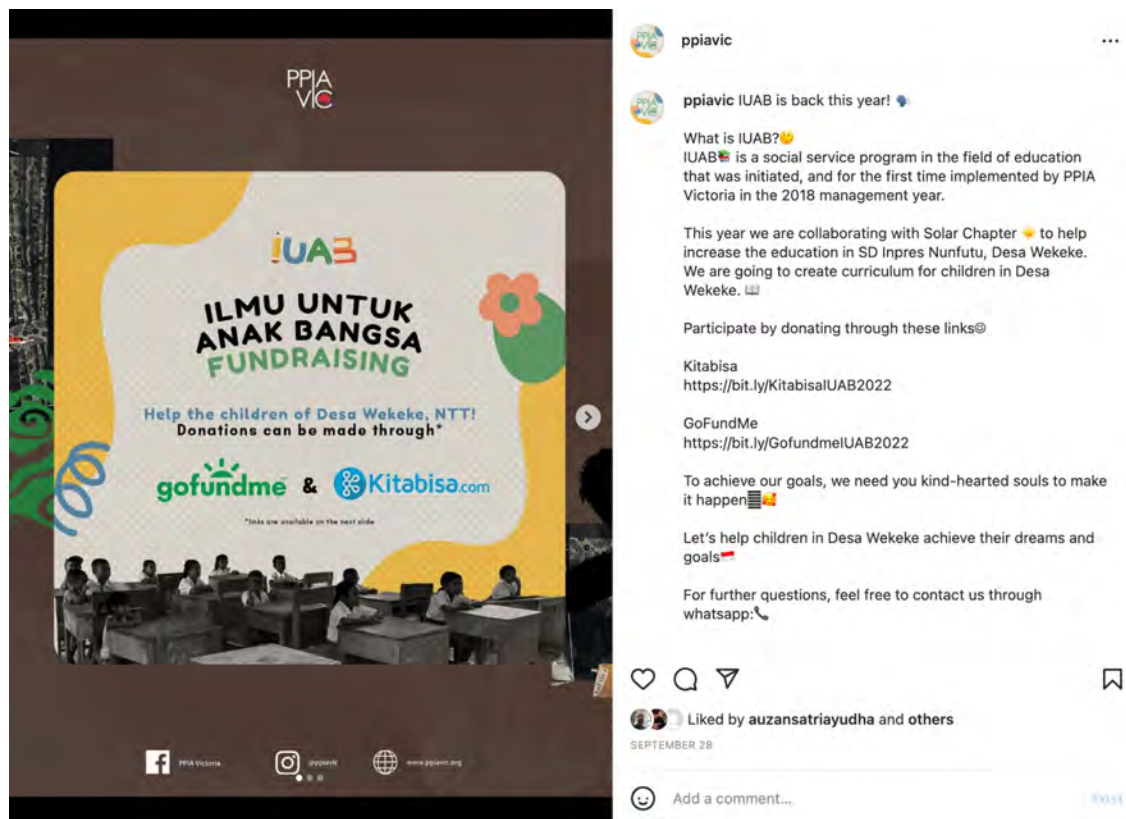 PPIA
VIC
IUAB
ILMU UNTUK
ANAK BANGSA
FUNDRAISING
Help the children of Desa Wekeke, NTT!
Donations can be made through*
gofundme & Kitabisa.com
*links are available on the next slide
PPIA Victoria
@ppiavic
www.ppiavic.org
ppiavic
ppiavic IUAB is back this year! 🗣️
What is IUAB?🤔
IUAB📚 is a social service program in the field of education
that was initiated, and for the first time implemented by PPIA
Victoria in the 2018 management year.
This year we are collaborating with Solar Chapter ☀️ to help
increase the education in SD Inpres Nunfutu, Desa Wekeke.
We are going to create curriculum for children in Desa
Wekeke. 📖
Participate by donating through these links☺
Kitabisa
https://bit.ly/KitabisaIUAB2022
GoFundMe
https://bit.ly/GofundmeIUAB2022
To achieve our goals, we need you kind-hearted souls to make
it happen🥰
Let's help children in Desa Wekeke achieve their dreams and
goals🇮🇩
For further questions, feel free to contact us through
whatsapp:📞
Liked by auzansatriayudha and others
SEPTEMBER 28
Add a comment...
Post